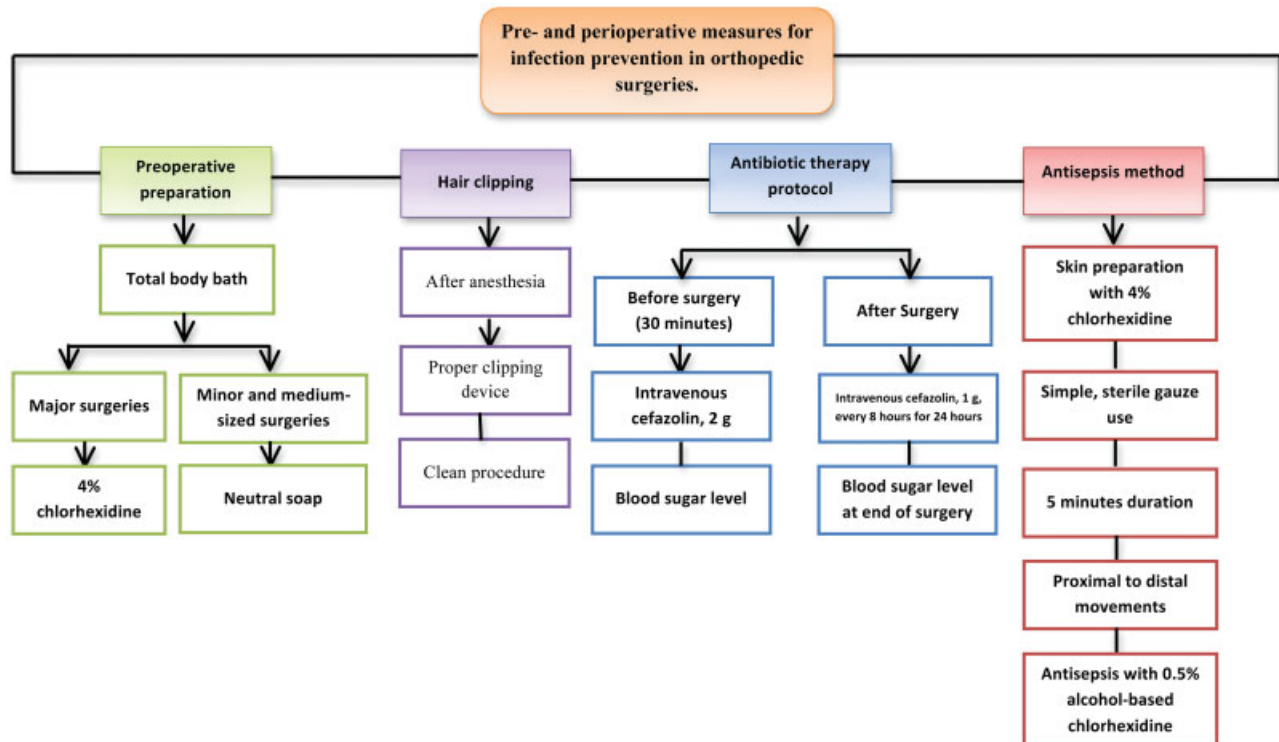 Pre- and perioperative measures for
infection prevention in orthopedic
surgeries.
Preoperative
preparation
Total body bath
Major surgeries
4%
chlorhexidine
Minor and medium-
sized surgeries
Neutral soap
Hair clipping
After anesthesia
Proper clipping
device
Clean procedure
Antibiotic therapy
protocol
Before surgery
(30 minutes)
Intravenous
cefazolin, 2 g
Blood sugar level
After Surgery
Intravenous cefazolin, 1 g,
every 8 hours for 24 hours
Blood sugar level
at end of surgery
Antisepsis method
Skin preparation
with 4%
chlorhexidine
Simple, sterile gauze
use
5 minutes duration
Proximal to distal
movements
Antisepsis with 0.5%
alcohol-based
chlorhexidine